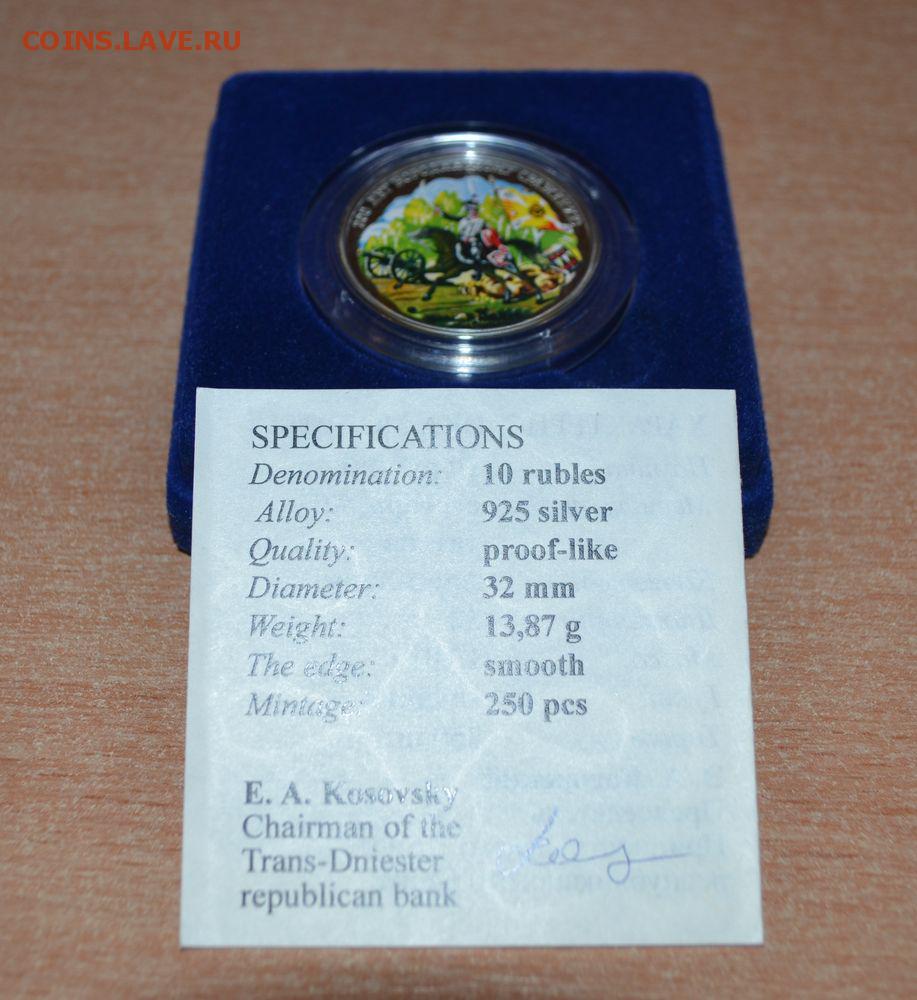 COINS.LAVE.RU
SPECIFICATIONS
Denomination: 10 rubles
Alloy: 925 silver
Quality: proof-like
Diameter: 32 mm
Weight: 13,87 g
The edge: smooth
Mintage: 250 pcs
E. A. Kosovsky
Chairman of the
Trans-Dniester
republican bank